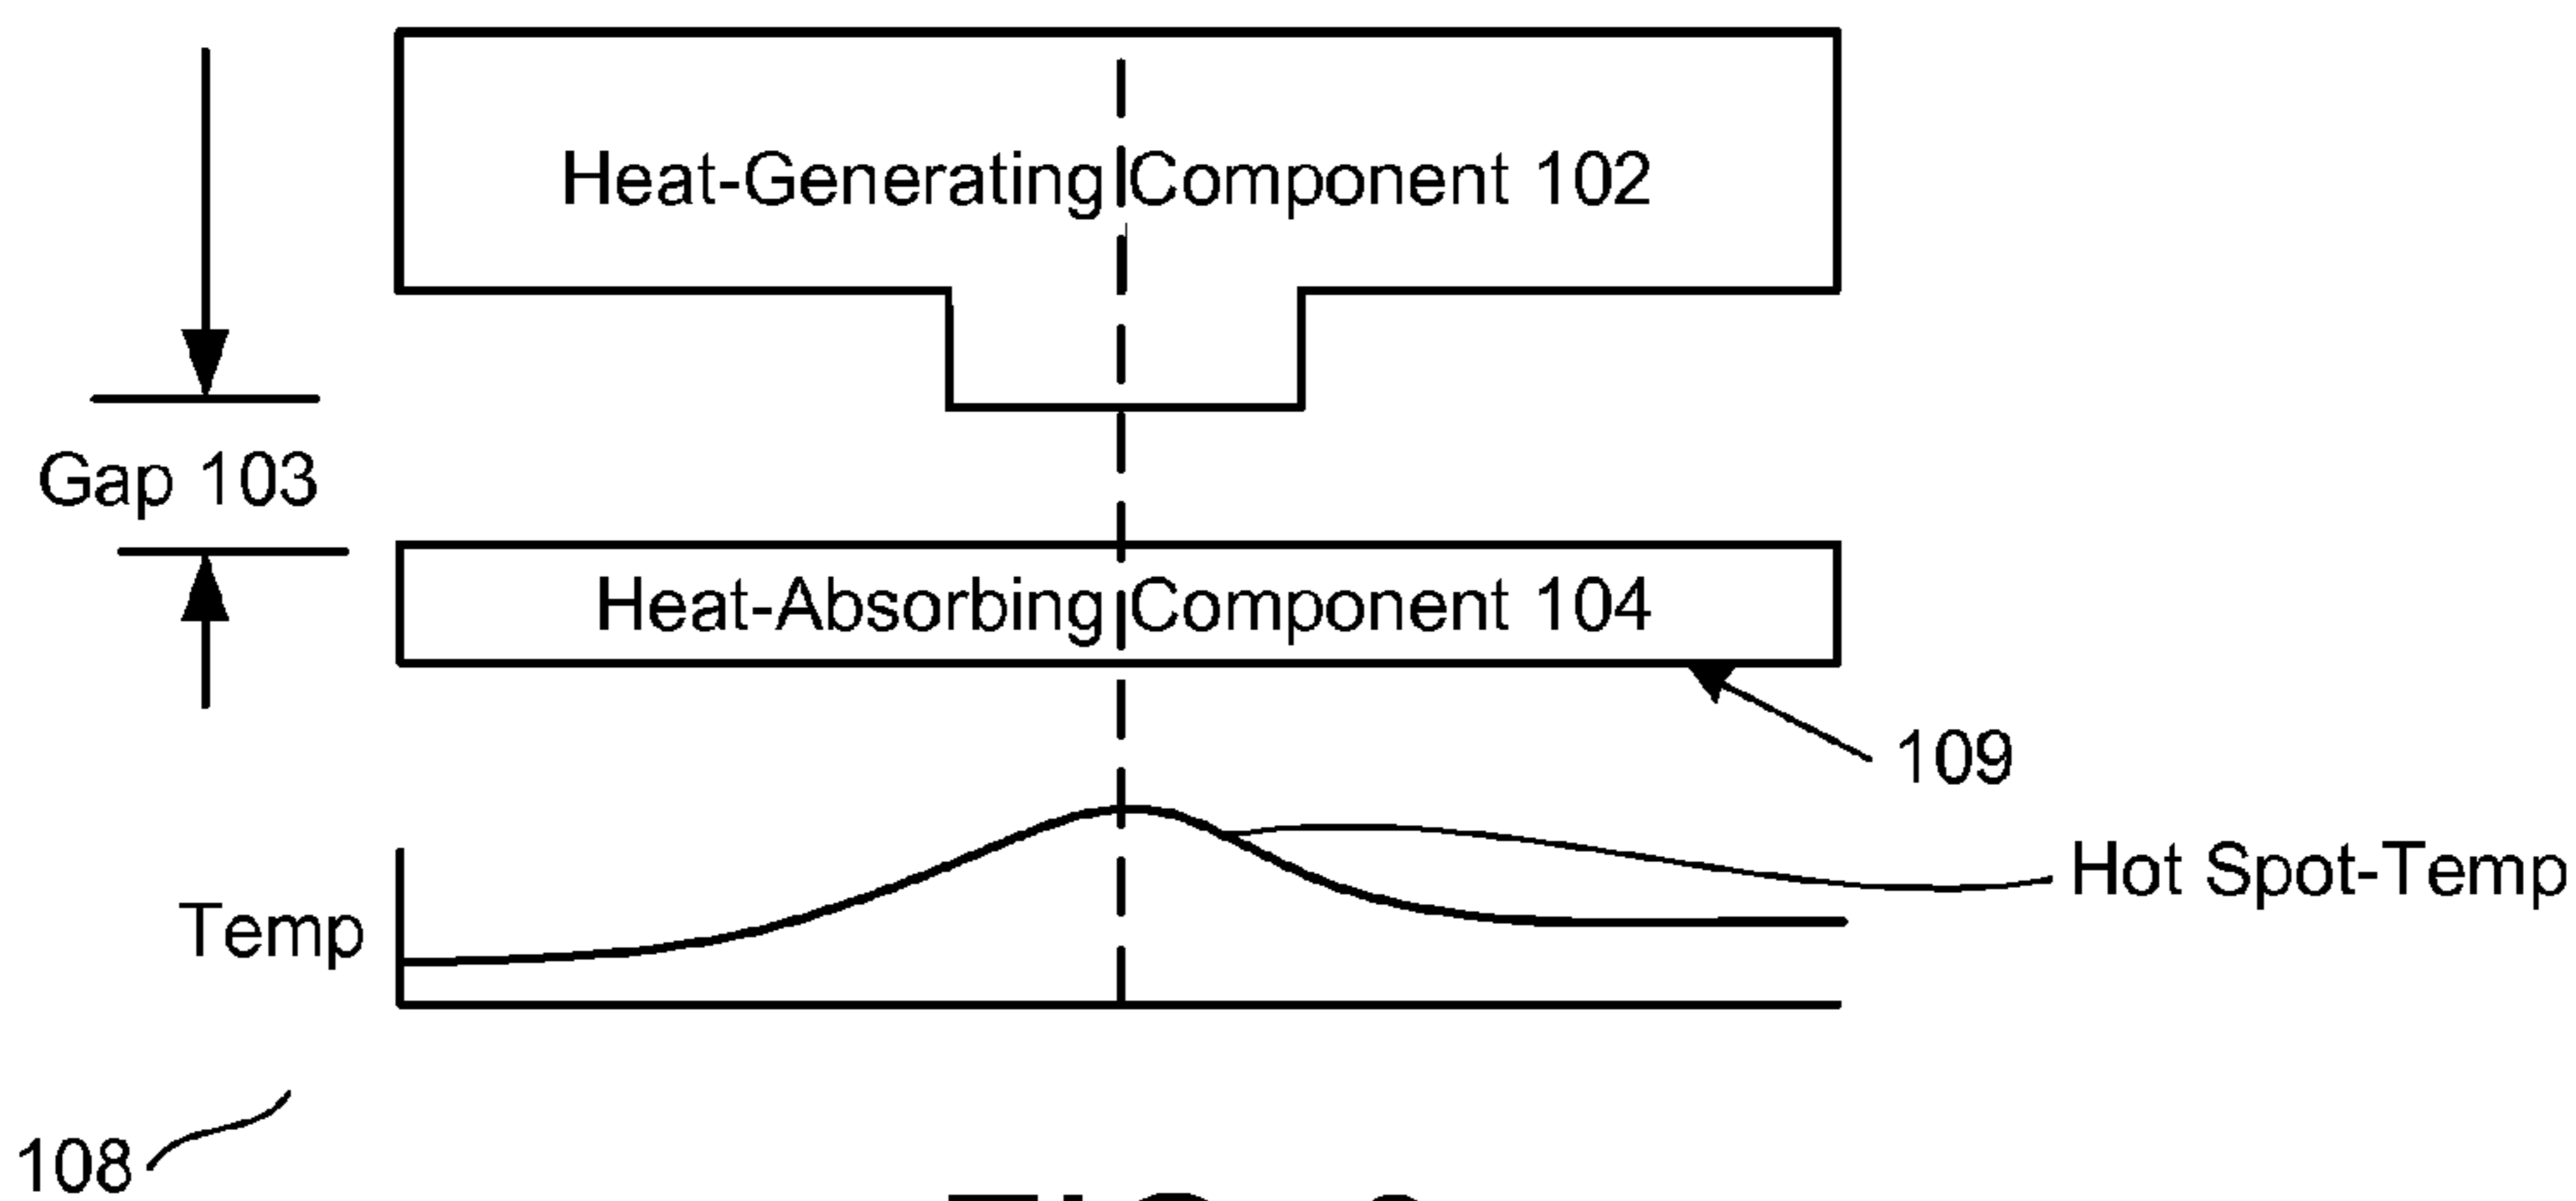 Heat-Generating Component 102
Gap 103
Heat-Absorbing Component 104
109
Hot Spot-Temp
Temp
108